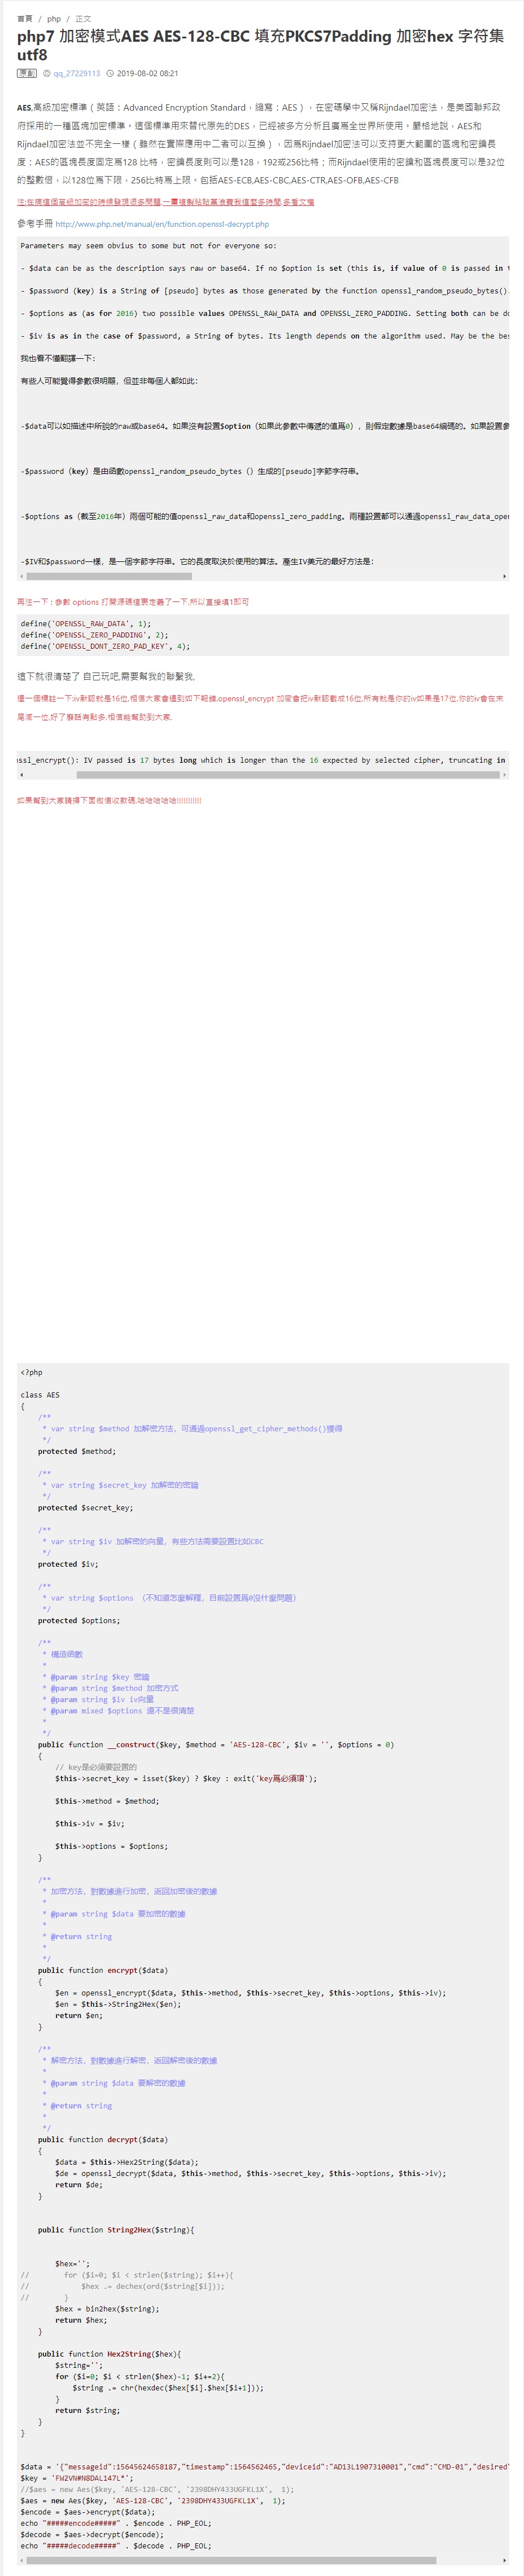 首頁 / php / 正文
php7 加密模式AES AES-128-CBC 填充PKCS7Padding 加密hex 字符集
utf8
原創 qq_27229113 2019-08-02 08:21
AES,高級加密標準（英語：Advanced Encryption Standard，縮寫：AES），在密碼學中又稱Rijndael加密法，是美國聯邦政
府採用的一種區塊加密標準。這個標準用來替代原先的DES，已經被多方分析且廣爲全世界所使用。嚴格地說，AES和
Rijndael加密法並不完全一樣（雖然在實際應用中二者可以互換），因爲Rijndael加密法可以支持更大範圍的區塊和密鑰長
度：AES的區塊長度固定爲128 比特，密鑰長度則可以是128，192或256比特；而Rijndael使用的密鑰和區塊長度可以是32位
的整數倍，以128位爲下限，256比特爲上限。包括AES-ECB,AES-CBC,AES-CTR,AES-OFB,AES-CFB
注:在搞這個高級加密的時候發現很多問題,一票複製粘貼黨浪費我這麼多時間,多看文檔
參考手冊 http://www.php.net/manual/en/function.openssl-decrypt.php
Parameters may seem obvius to some but not for everyone so:
- $data can be as the description says raw or base64. If no $option is set (this is, if value of 0 is passed in t
- $password (key) is a String of [pseudo] bytes as those generated by the function openssl_random_pseudo_bytes().
- $options as (as for 2016) two possible values OPENSSL_RAW_DATA and OPENSSL_ZERO_PADDING. Setting both can be do
- $iv is as in the case of $password, a String of bytes. Its length depends on the algorithm used. May be the bes
我也看不懂翻譯一下：
有些人可能覺得參數很明顯，但並非每個人都如此：
-$data可以如描述中所說的raw或base64。如果沒有設置$option（如果此參數中傳遞的值爲0），則假定數據是base64編碼的。如果設置參
-$password（key）是由函數openssl_random_pseudo_bytes（）生成的[pseudo]字節字符串。
-$options as（截至2016年）兩個可能的值openssl_raw_data和openssl_zero_padding。兩種設置都可以通過openssl_raw_data_open
-$IV和$password一樣，是一個字節字符串。它的長度取決於使用的算法。產生IV美元的最好方法是：
再注一下：參數 options 打開源碼這裏定義了一下,所以直接填1即可
define('OPENSSL_RAW_DATA', 1);
define('OPENSSL_ZERO_PADDING', 2);
define('OPENSSL_DONT_ZERO_PAD_KEY', 4);
這下就很清楚了 自己玩吧,需要幫我的聯繫我,
還一個標註一下:iv默認就是16位,相信大家會遇到如下報錯,openssl_encrypt 加密會把iv默認截成16位,所有就是你的iv如果是17位,你的iv會在末
尾減一位,好了廢話有點多,相信能幫助到大家,
ssl_encrypt(): IV passed is 17 bytes long which is longer than the 16 expected by selected cipher, truncating in
如果幫到大家請掃下面微信收款碼,哈哈哈哈哈!!!!!!!!!!!
<?php
class AES
{
/**
* var string $method 加解密方法，可通過openssl_get_cipher_methods()獲得
*/
protected $method;
/**
* var string $secret_key 加解密的密鑰
*/
protected $secret_key;
/**
* var string $iv 加解密的向量，有些方法需要設置比如CBC
*/
protected $iv;
/**
* var string $options （不知道怎麼解釋，目前設置爲0沒什麼問題）
*/
protected $options;
/**
* 構造函數
*
* @param string $key 密鑰
* @param string $method 加密方式
* @param string $iv iv向量
* @param mixed $options 還不是很清楚
*
*/
public function __construct($key, $method = 'AES-128-CBC', $iv = '', $options = 0)
{
// key是必須要設置的
$this->secret_key = isset($key) ? $key : exit('key爲必須項');
$this->method = $method;
$this->iv = $iv;
$this->options = $options;
}
/**
* 加密方法，對數據進行加密，返回加密後的數據
*
* @param string $data 要加密的數據
*
* @return string
*
*/
public function encrypt($data)
{
$en = openssl_encrypt($data, $this->method, $this->secret_key, $this->options, $this->iv);
$en = $this->String2Hex($en);
return $en;
}
/**
* 解密方法，對數據進行解密，返回解密後的數據
*
* @param string $data 要解密的數據
*
* @return string
*
*/
public function decrypt($data)
{
$data = $this->Hex2String($data);
$de = openssl_decrypt($data, $this->method, $this->secret_key, $this->options, $this->iv);
return $de;
}
public function String2Hex($string){
$hex='';
// for ($i=0; $i < strlen($string); $i++){
// $hex .= dechex(ord($string[$i]));
// }
$hex = bin2hex($string);
return $hex;
}
public function Hex2String($hex){
$string='';
for ($i=0; $i < strlen($hex)-1; $i+=2){
$string .= chr(hexdec($hex[$i].$hex[$i+1]));
}
return $string;
}
}
$data = '{"messageid":15645624658187,"timestamp":1564562465,"deviceid":"AD13L1907310001","cmd":"CMD-01","desired"
$key = 'FW2VN#N8DAL147L*';
//$aes = new Aes($key, 'AES-128-CBC', '2398DHY433UGFKL1X', 1);
$aes = new Aes($key, 'AES-128-CBC', '2398DHY433UGFKL1X', 1);
$encode = $aes->encrypt($data);
echo "#####encode#####" . $encode . PHP_EOL;
$decode = $aes->decrypt($encode);
echo "#####decode#####" . $decode . PHP_EOL;